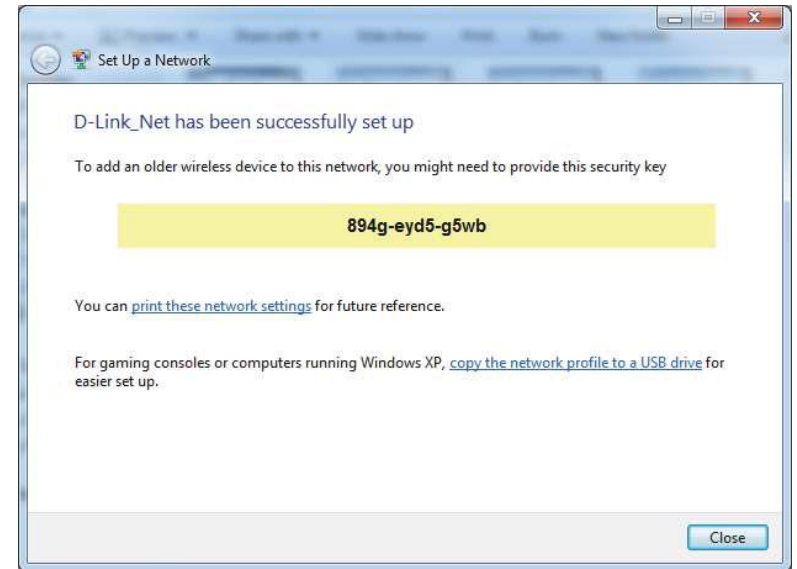 Set Up a Network
D-Link_Net has been successfully set up
To add an older wireless device to this network, you might need to provide this security key
894g-eyd5-g5wb
You can print these network settings for future reference.
For gaming consoles or computers running Windows XP, copy the network profile to a USB drive for
easier set up.
Close